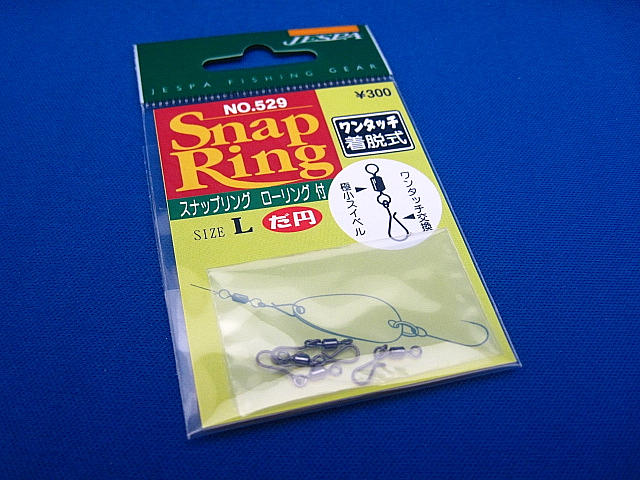 JESPA
JESPA FISHING GEAR
NO.529
¥300
Snap
Ring
ワンタッチ
着脱式
スナップリング ローリング付
SIZE L だ円
極小スイベル
ワンタッチ交換